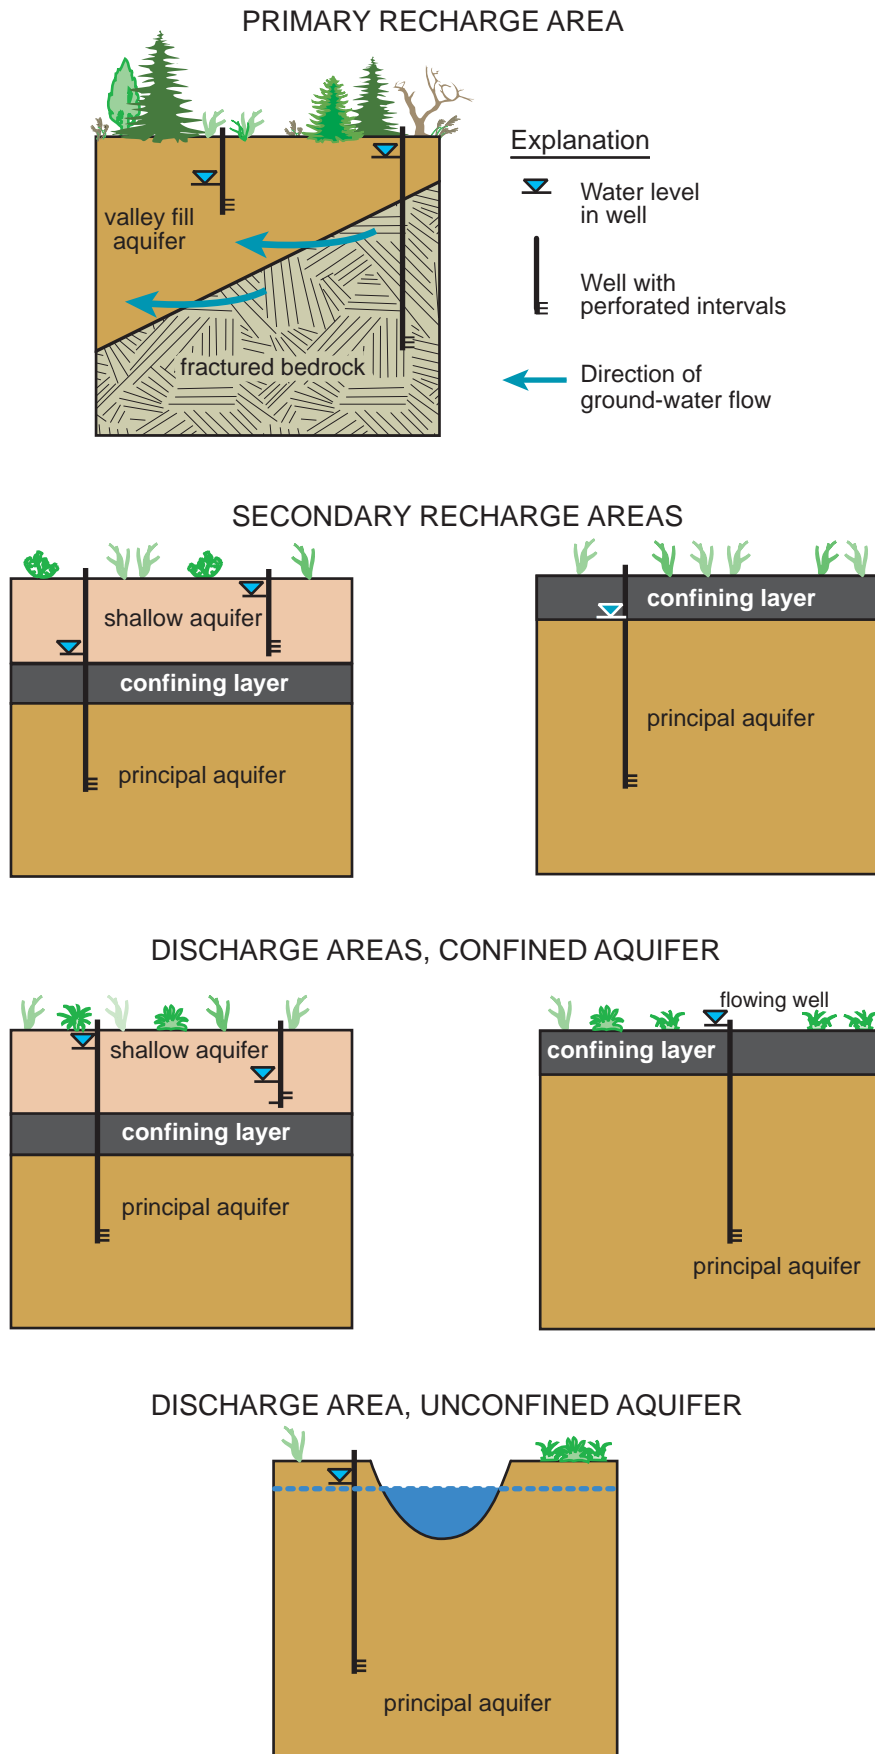 PRIMARY RECHARGE AREA
valley fill
aquifer
fractured bedrock
Explanation
Water level
in well
Well with
perforated intervals
Direction of
ground-water flow
SECONDARY RECHARGE AREAS
shallow aquifer
confining layer
principal aquifer
confining layer
principal aquifer
DISCHARGE AREAS, CONFINED AQUIFER
shallow aquifer
confining layer
principal aquifer
flowing well
confining layer
principal aquifer
DISCHARGE AREA, UNCONFINED AQUIFER
principal aquifer